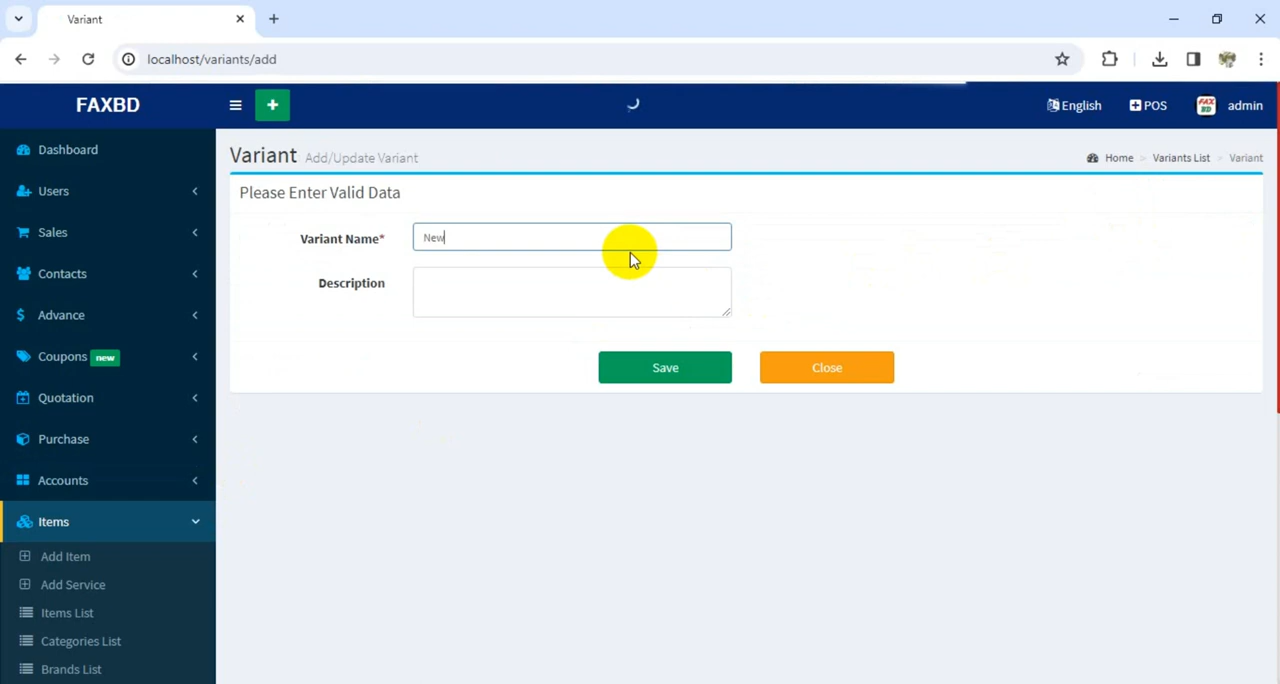 Variant
localhost/variants/add
FAXBD
English
POS
FAX
BD
admin
Dashboard
Users
Sales
Contacts
Advance
Coupons new
Quotation
Purchase
Accounts
Items
Add Item
Add Service
Items List
Categories List
Brands List
Variant Add/Update Variant
Home > Variants List > Variant
Please Enter Valid Data
Variant Name* New
Description
Save Close